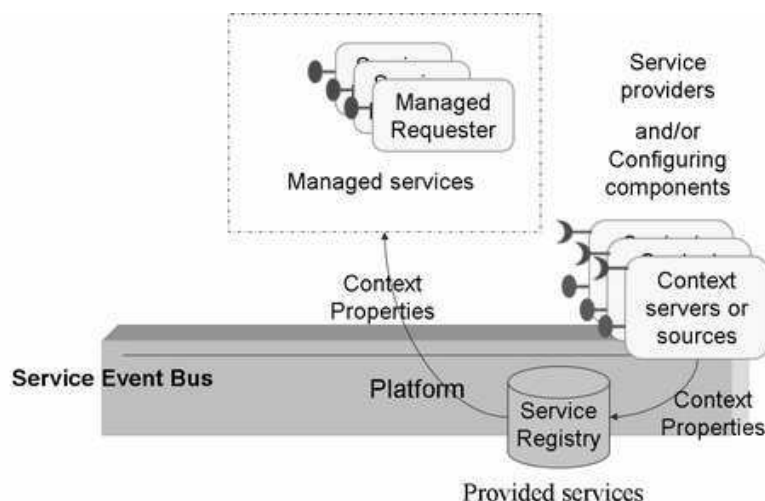 Managed
Requester
Managed services
Service
providers
and/or
Configuring
components
Context
servers or
sources
Context
Properties
Service Event Bus
Platform
Service
Registry
Context
Properties
Provided services